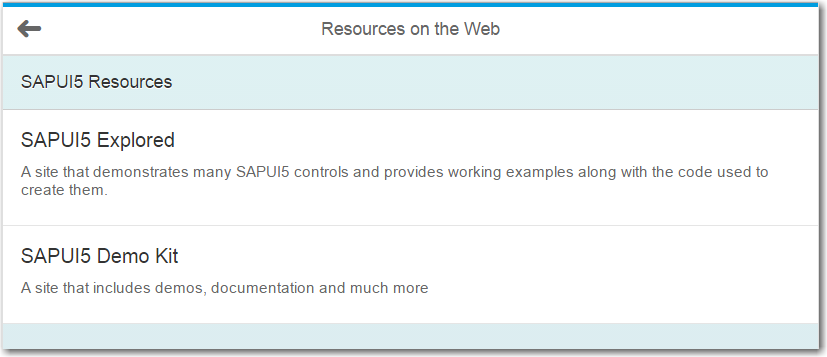 Resources on the Web
SAPUI5 Resources
SAPUI5 Explored
A site that demonstrates many SAPUI5 controls and provides working examples along with the code used to
create them.
SAPUI5 Demo Kit
A site that includes demos, documentation and much more